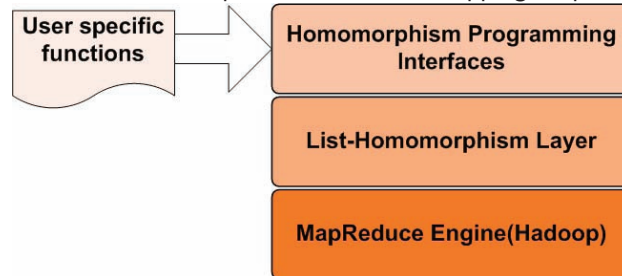 User specific
functions
Homomorphism Programming
Interfaces
List-Homomorphism Layer
MapReduce Engine(Hadoop)